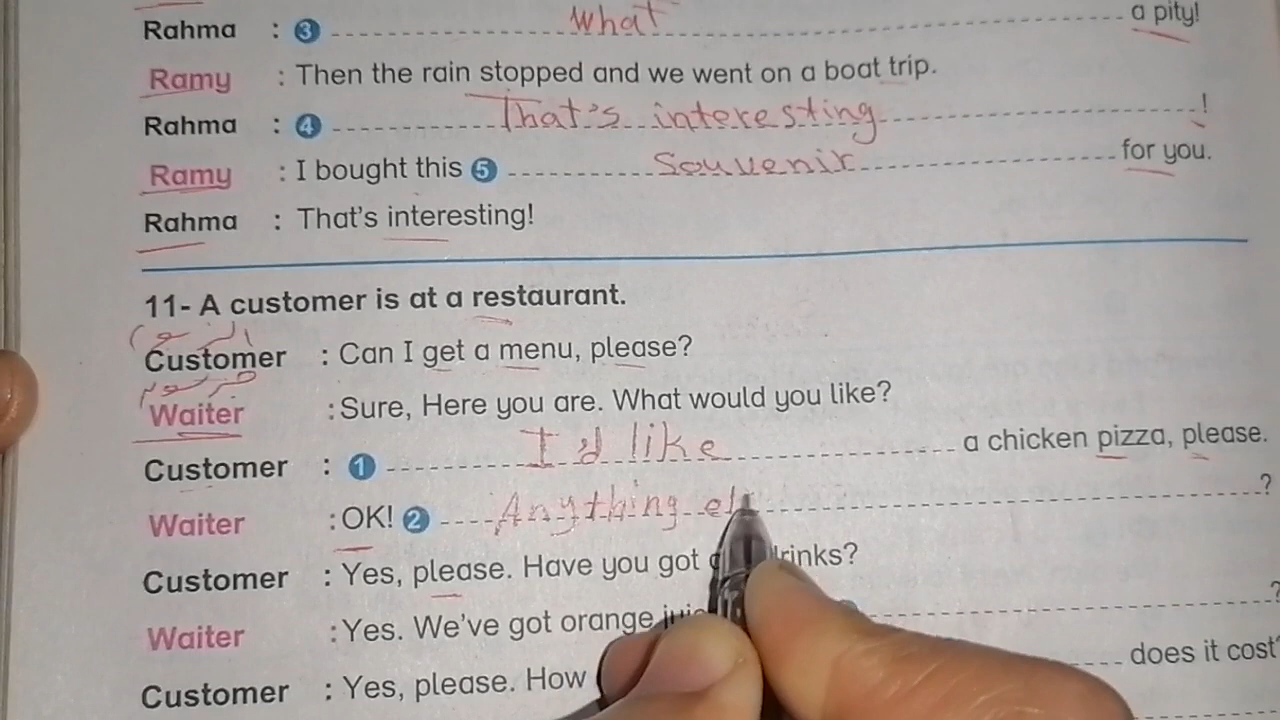 Rahma : 3 What a pity!
Ramy : Then the rain stopped and we went on a boat trip.
Rahma : 4 That's interesting !
Ramy : I bought this 5 Souvenir for you.
Rahma : That's interesting!
11- A customer is at a restaurant.
Customer : Can I get a menu, please?
Waiter : Sure, Here you are. What would you like?
Customer : 1 I'd like a chicken pizza, please.
Waiter : OK! 2 Anything el ?
Customer : Yes, please. Have you got drinks?
Waiter : Yes. We've got orange ?
Customer : Yes, please. How does it cost